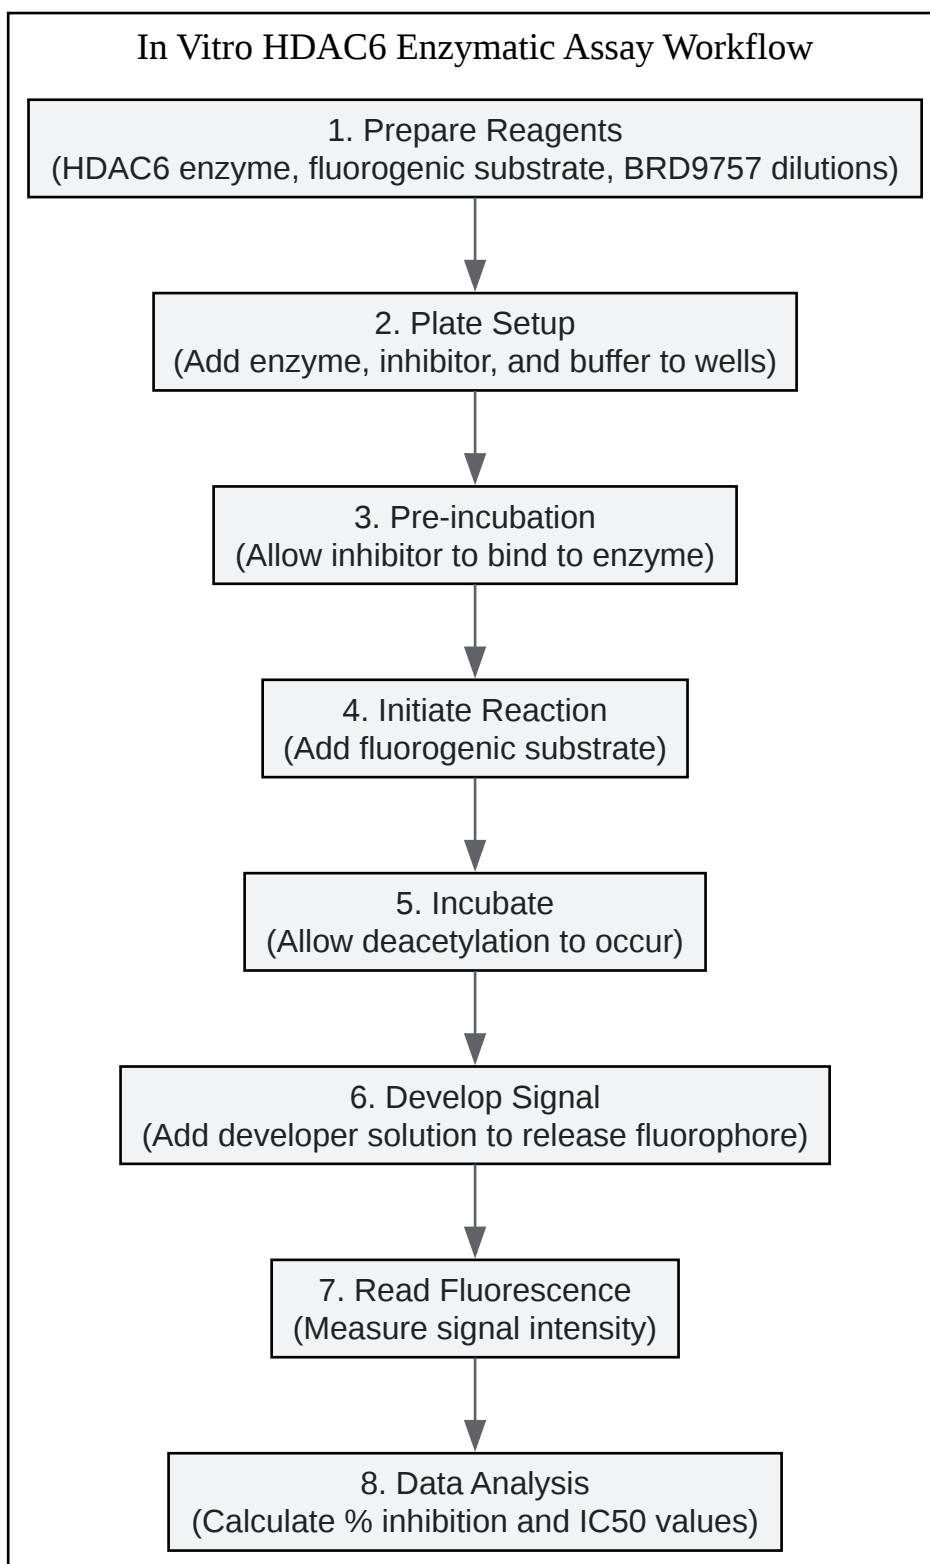 In Vitro HDAC6 Enzymatic Assay Workflow
1. Prepare Reagents
(HDAC6 enzyme, fluorogenic substrate, BRD9757 dilutions)
2. Plate Setup
(Add enzyme, inhibitor, and buffer to wells)
3. Pre-incubation
(Allow inhibitor to bind to enzyme)
4. Initiate Reaction
(Add fluorogenic substrate)
5. Incubate
(Allow deacetylation to occur)
6. Develop Signal
(Add developer solution to release fluorophore)
7. Read Fluorescence
(Measure signal intensity)
8. Data Analysis
(Calculate % inhibition and IC50 values)